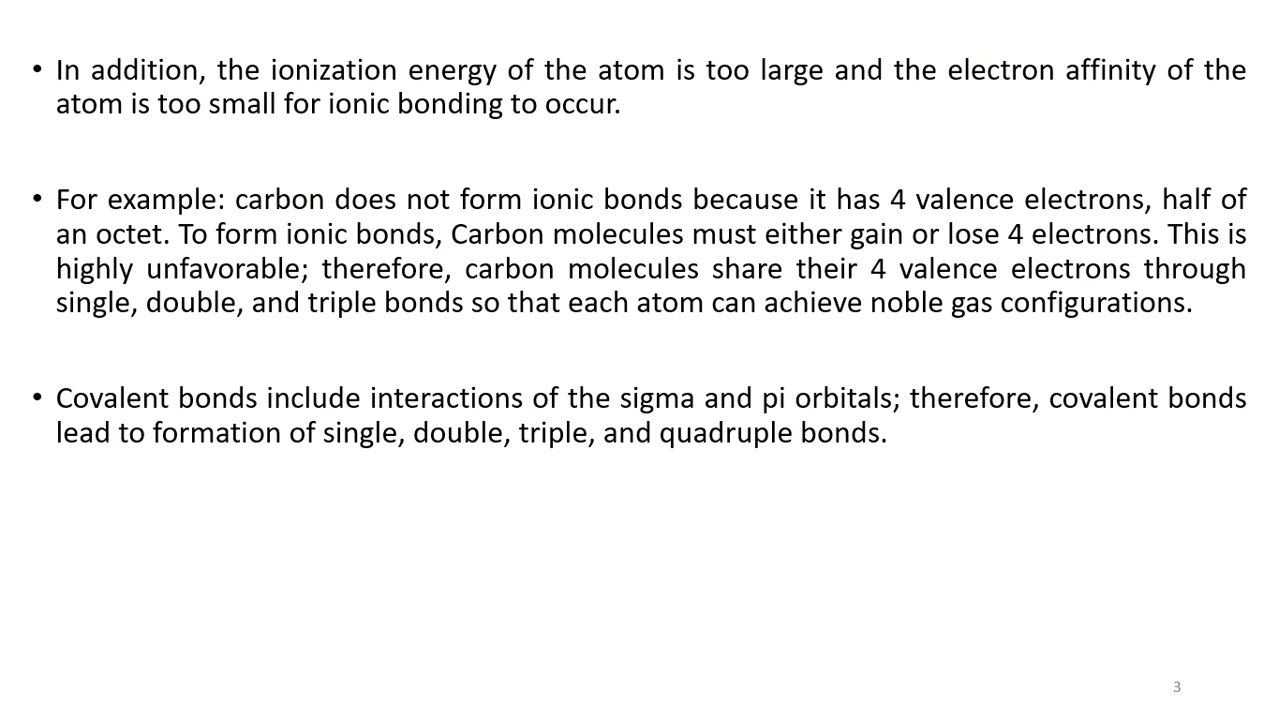 • In addition, the ionization energy of the atom is too large and the electron affinity of the
atom is too small for ionic bonding to occur.
• For example: carbon does not form ionic bonds because it has 4 valence electrons, half of
an octet. To form ionic bonds, Carbon molecules must either gain or lose 4 electrons. This is
highly unfavorable; therefore, carbon molecules share their 4 valence electrons through
single, double, and triple bonds so that each atom can achieve noble gas configurations.
• Covalent bonds include interactions of the sigma and pi orbitals; therefore, covalent bonds
lead to formation of single, double, triple, and quadruple bonds.
3